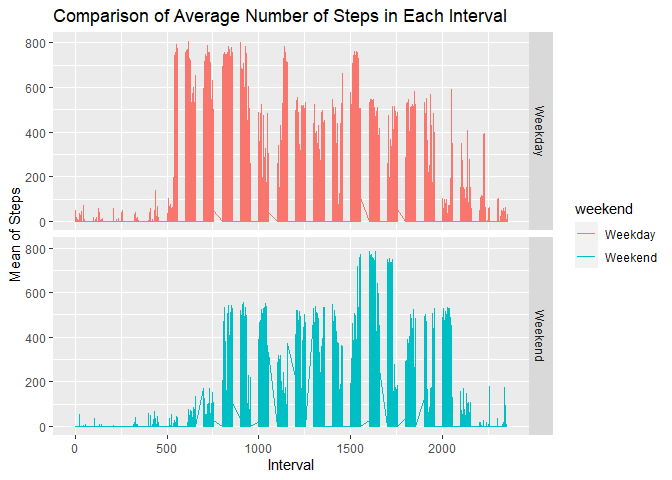 Comparison of Average Number of Steps in Each Interval
Mean of Steps
800
600
400
200
0
Weekday
800
600
400
200
0
Weekend
0
500
1000
1500
2000
Interval
weekend
Weekday
Weekend